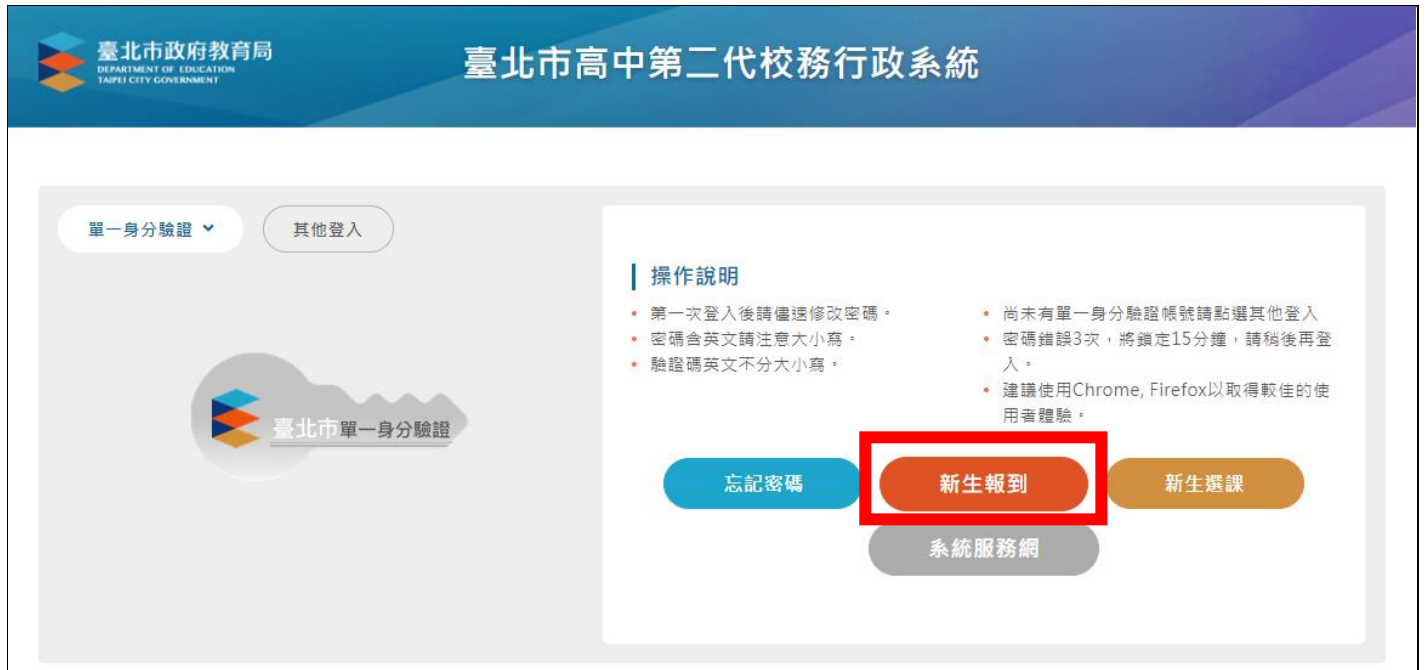 臺北市政府教育局
DEPARTMENT OF EDUCATION
TAIPEI CITY GOVERNMENT
臺北市高中第二代校務行政系統
單一身分驗證
其他登入
臺北市單一身分驗證
操作說明
• 第一次登入後請儘速修改密碼。
• 密碼含英文請注意大小寫。
• 驗證碼英文不分大小寫。
• 尚未有單一身分驗證帳號請點選其他登入
• 密碼錯誤3次，將鎖定15分鐘，請稍後再登
入。
• 建議使用Chrome, Firefox以取得較佳的使
用者體驗。
忘記密碼
新生報到
新生選課
系統服務網